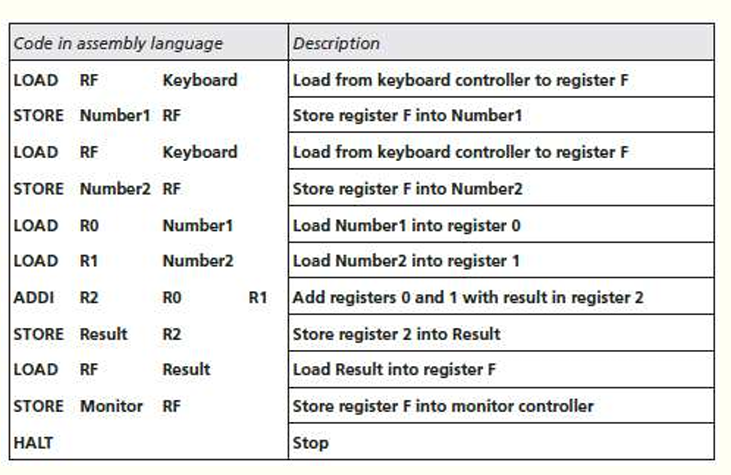 Code in assembly language Description
LOAD RF Keyboard Load from keyboard controller to register F
STORE Number1 RF Store register F into Number1
LOAD RF Keyboard Load from keyboard controller to register F
STORE Number2 RF Store register F into Number2
LOAD R0 Number1 Load Number1 into register 0
LOAD R1 Number2 Load Number2 into register 1
ADDI R2 R0 R1 Add registers 0 and 1 with result in register 2
STORE Result R2 Store register 2 into Result
LOAD RF Result Load Result into register F
STORE Monitor RF Store register F into monitor controller
HALT Stop